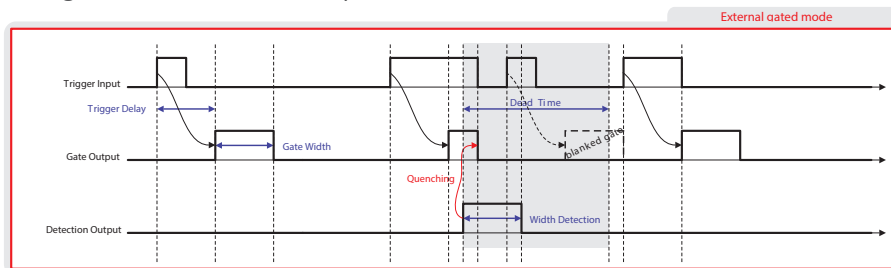 External gated mode
Trigger Input
Trigger Delay
Dead Time
Gate Width
blanked gate
Gate Output
Quenching
Width Detection
Detection Output